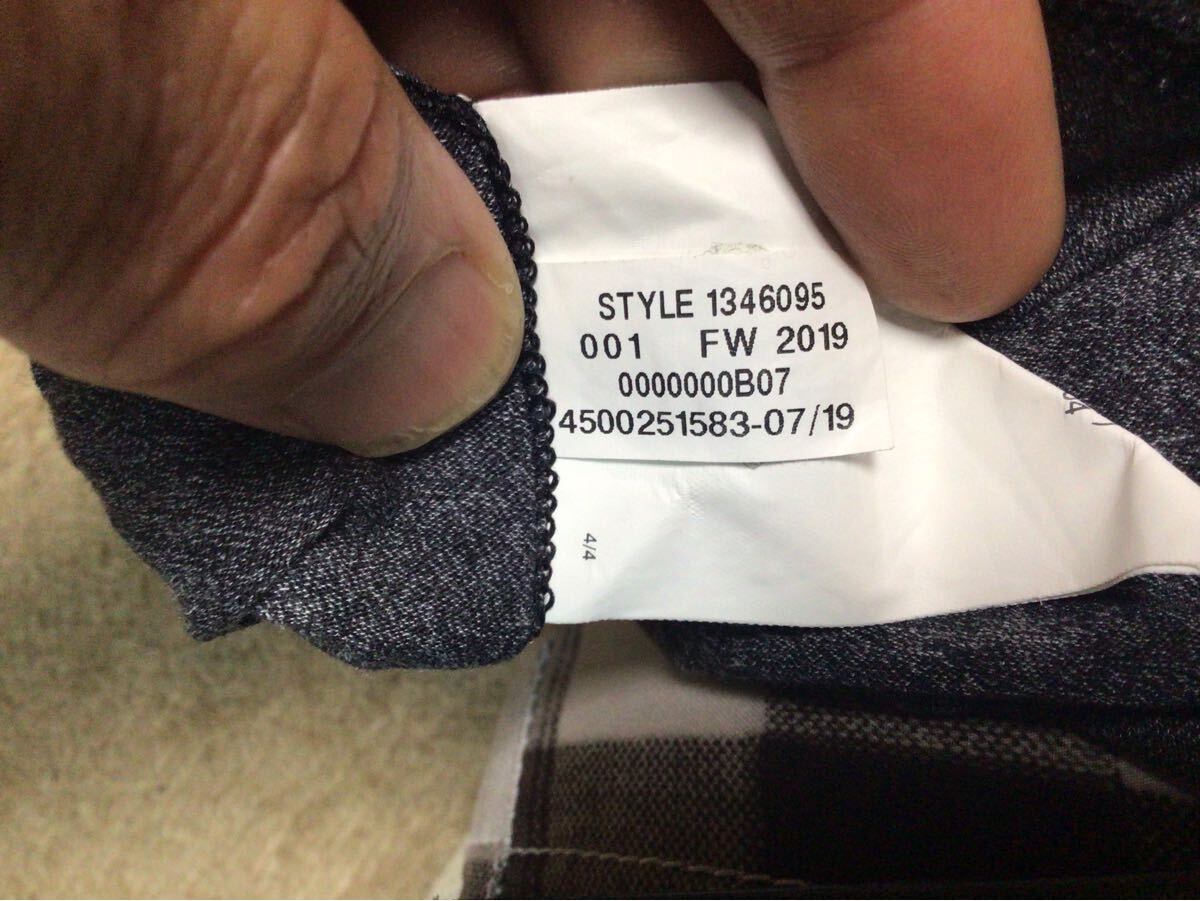 STYLE 1346095
001 FW 2019
0000000B07
4500251583-07/19
4/4